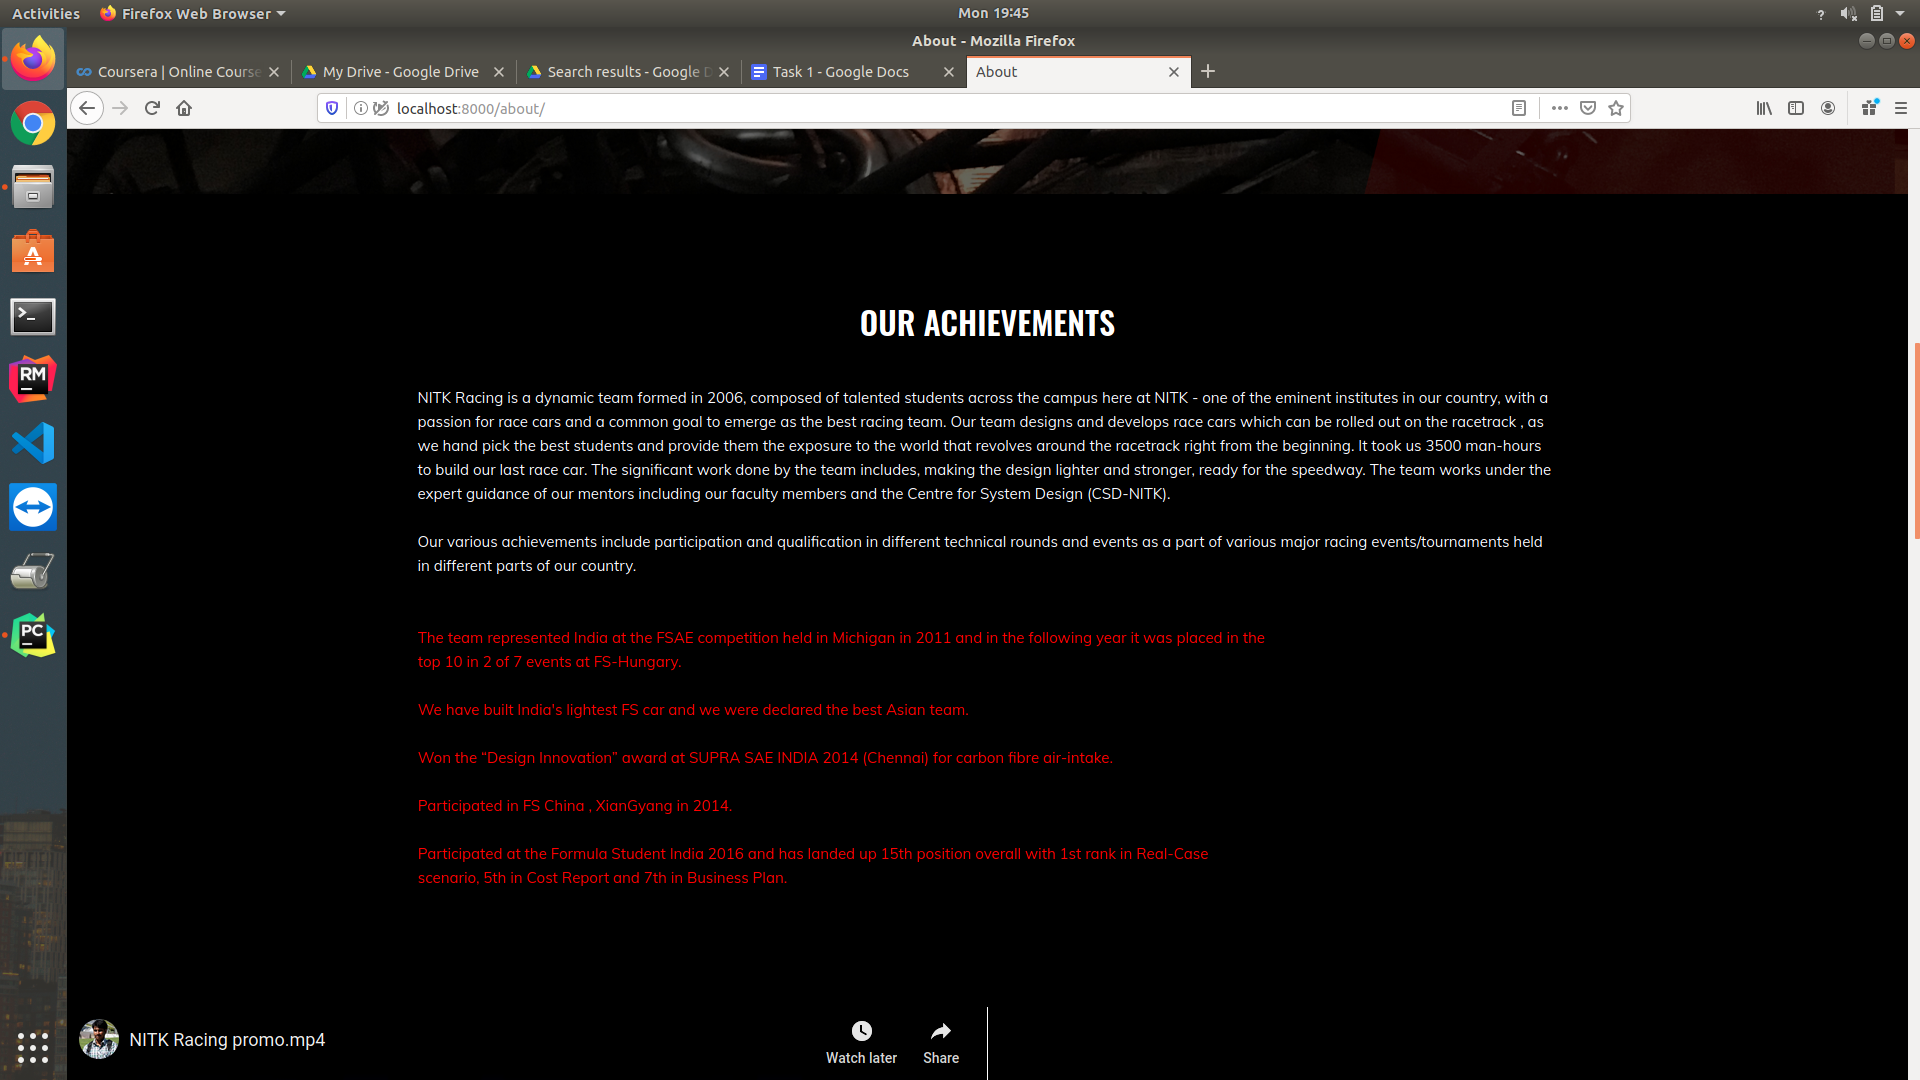 Activities Firefox Web Browser Mon 19:45 ?
About - Mozilla Firefox
Coursera | Online Course My Drive - Google Drive Search results - Google D Task 1 - Google Docs About
localhost:8000/about/
OUR ACHIEVEMENTS
NITK Racing is a dynamic team formed in 2006, composed of talented students across the campus here at NITK - one of the eminent institutes in our country, with a
passion for race cars and a common goal to emerge as the best racing team. Our team designs and develops race cars which can be rolled out on the racetrack , as
we hand pick the best students and provide them the exposure to the world that revolves around the racetrack right from the beginning. It took us 3500 man-hours
to build our last race car. The significant work done by the team includes, making the design lighter and stronger, ready for the speedway. The team works under the
expert guidance of our mentors including our faculty members and the Centre for System Design (CSD-NITK).
Our various achievements include participation and qualification in different technical rounds and events as a part of various major racing events/tournaments held
in different parts of our country.
The team represented India at the FSAE competition held in Michigan in 2011 and in the following year it was placed in the
top 10 in 2 of 7 events at FS-Hungary.
We have built India's lightest FS car and we were declared the best Asian team.
Won the “Design Innovation” award at SUPRA SAE INDIA 2014 (Chennai) for carbon fibre air-intake.
Participated in FS China , XianGyang in 2014.
Participated at the Formula Student India 2016 and has landed up 15th position overall with 1st rank in Real-Case
scenario, 5th in Cost Report and 7th in Business Plan.
NITK Racing promo.mp4
Watch later Share
RM
PC